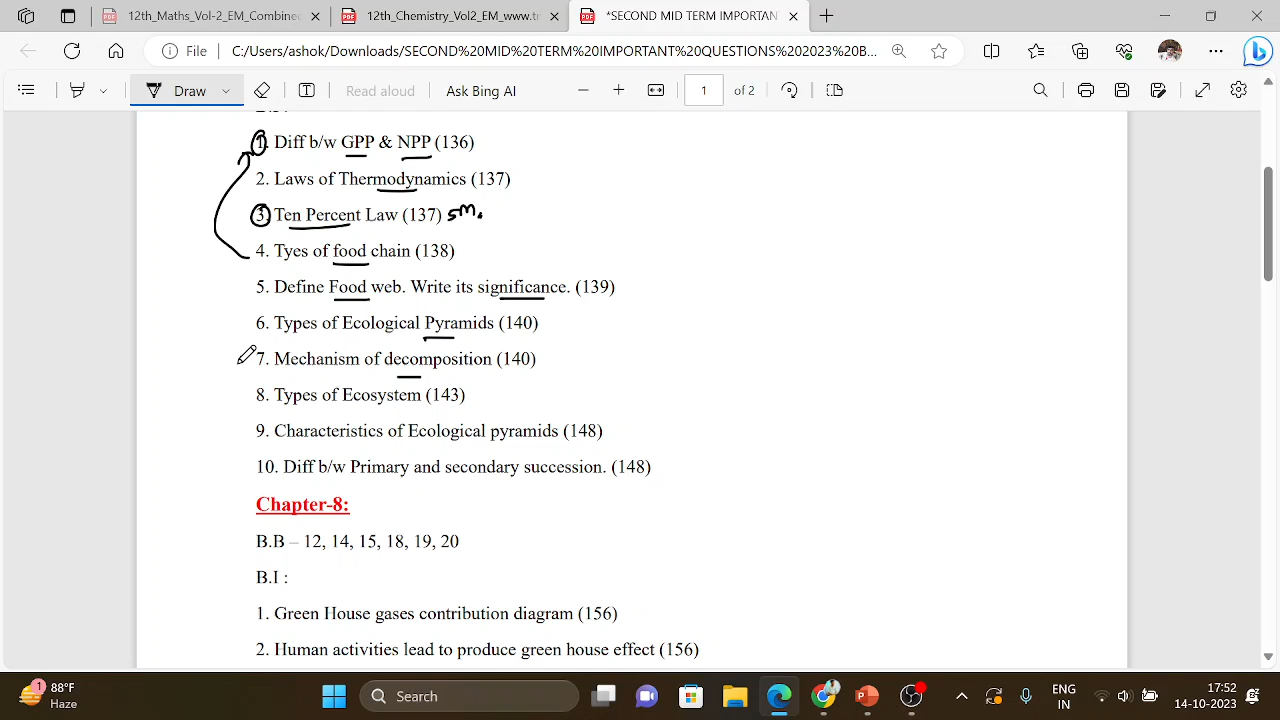 12th_Maths_Vol-2_EM_Combined
12th_Chemistry_Vol2_EM_www.tr
*SECOND MID TERM IMPORTANT
File
C:/Users/ashok/Downloads/SECOND%20MID%20TERM%20IMPORTANT%20QUESTIONS%202023%20B...
Draw
Read aloud
Ask Bing AI
1
of 2
1. Diff b/w GPP & NPP (136)
2. Laws of Thermodynamics (137)
3. Ten Percent Law (137) 5M.
4. Tyes of food chain (138)
5. Define Food web. Write its significance. (139)
6. Types of Ecological Pyramids (140)
7. Mechanism of decomposition (140)
8. Types of Ecosystem (143)
9. Characteristics of Ecological pyramids (148)
10. Diff b/w Primary and secondary succession. (148)
Chapter-8:
B.B – 12, 14, 15, 18, 19, 20
B.I :
1. Green House gases contribution diagram (156)
2. Human activities lead to produce green house effect (156)
1
88°F
Haze
Search
ENG
IN
17:52
14-10-2023